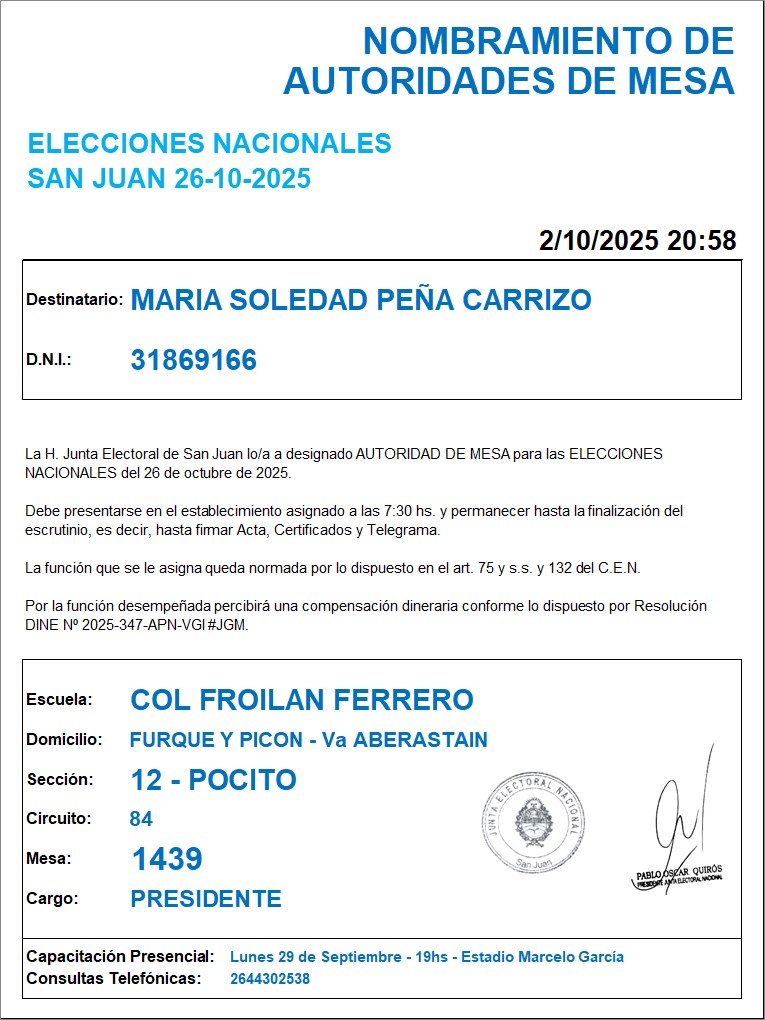 NOMBRAMIENTO DE
AUTORIDADES DE MESA
ELECCIONES NACIONALES
SAN JUAN 26-10-2025
2/10/2025 20:58
Destinatario: MARIA SOLEDAD PEÑA CARRIZO
D.N.I.: 31869166
La H. Junta Electoral de San Juan lo/a a designado AUTORIDAD DE MESA para las ELECCIONES
NACIONALES del 26 de octubre de 2025.
Debe presentarse en el establecimiento asignado a las 7:30 hs. y permanecer hasta la finalización del
escrutinio, es decir, hasta firmar Acta, Certificados y Telegrama.
La función que se le asigna queda normada por lo dispuesto en el art. 75 y s.s. y 132 del C.E.N.
Por la función desempeñada percibirá una compensación dineraria conforme lo dispuesto por Resolución
DINE Nº 2025-347-APN-VGI#JGM.
Escuela: COL FROILAN FERRERO
Domicilio: FURQUE Y PICON - Va ABERASTAIN
Sección: 12 - POCITO
Circuito: 84
Mesa: 1439
Cargo: PRESIDENTE
JUNTA ELECTORAL NACIONAL
San Juan
PABLO OSCAR QUIRÓS
PRESIDENTE JUNTA ELECTORAL NACIONAL
Capacitación Presencial: Lunes 29 de Septiembre - 19hs - Estadio Marcelo García
Consultas Telefónicas: 2644302538